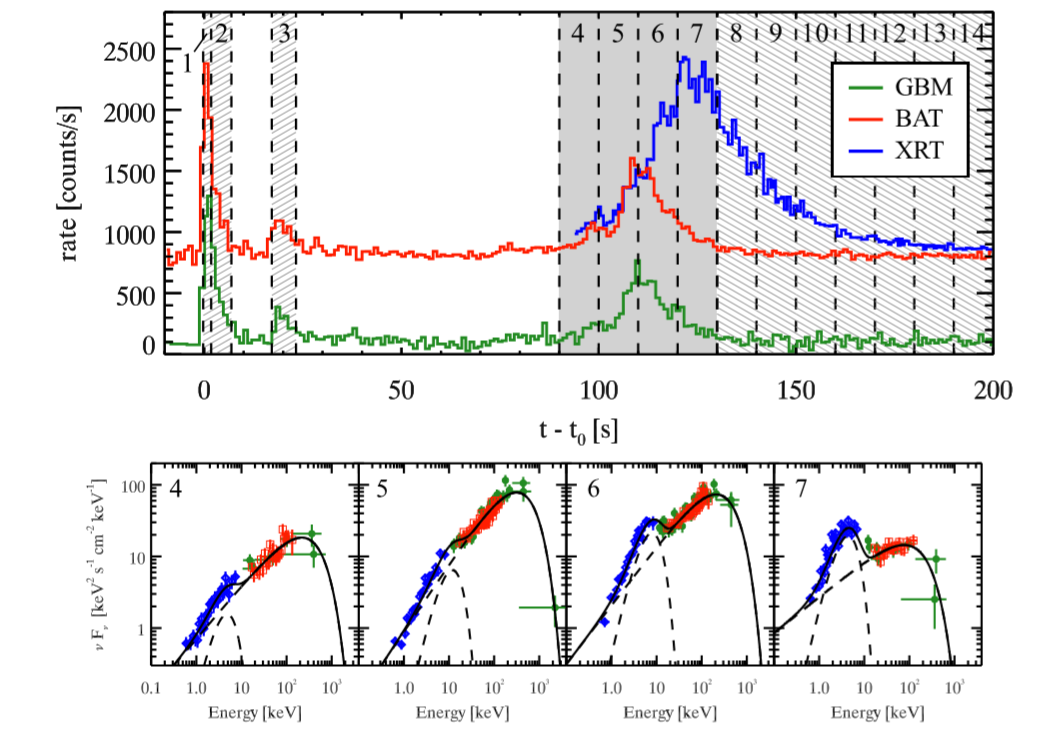 1 2 3 4 5 6 7 8 9 10 11 12 13 14
2500
2000
1500
1000
500
0
rate [counts/s]
GBM
BAT
XRT
0 50 100 150 200
t - t₀ [s]
4 5 6 7
100
10
1
ν Fν [keV² s⁻¹ cm⁻² keV⁻¹]
0.1 1.0 10 10² 10³ 1.0 10 10² 10³ 1.0 10 10² 10³ 1.0 10 10² 10³
Energy [keV] Energy [keV] Energy [keV] Energy [keV]